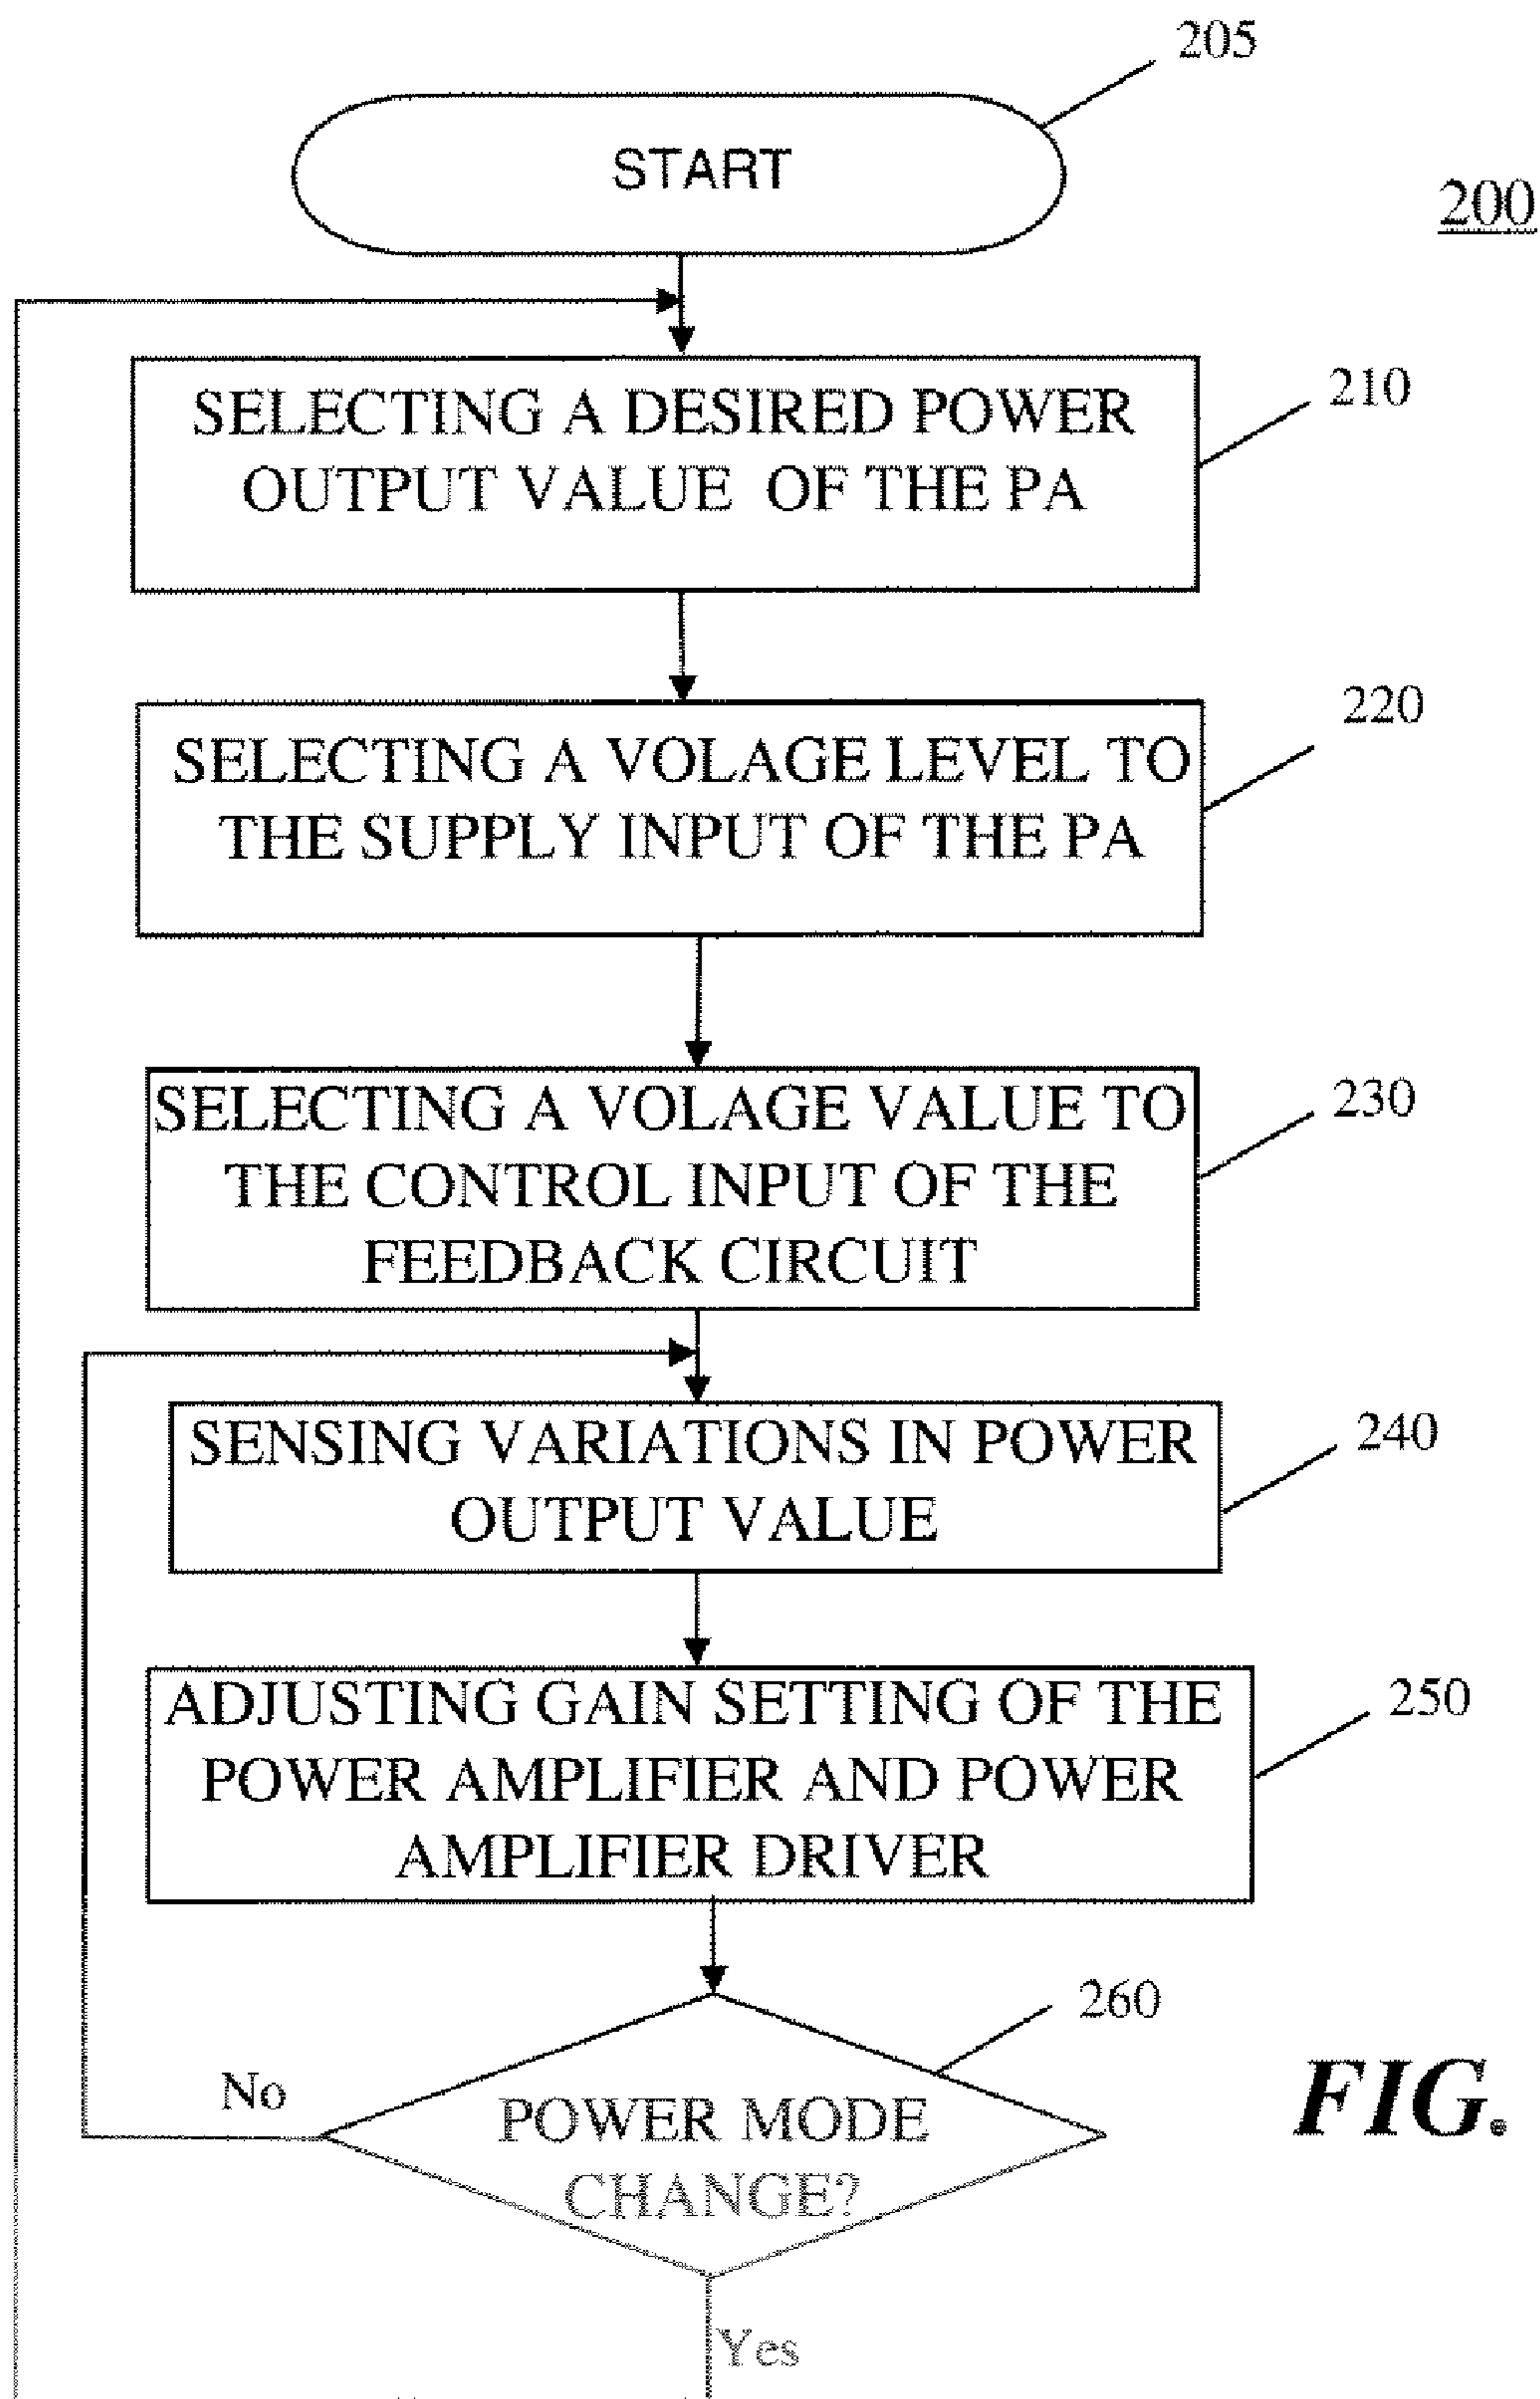 205
START
200
SELECTING A DESIRED POWER
OUTPUT VALUE OF THE PA
210
220
SELECTING A VOLAGE LEVEL TO
THE SUPPLY INPUT OF THE PA
SELECTING A VOLAGE VALUE TO
THE CONTROL INPUT OF THE
FEEDBACK CIRCUIT
230
SENSING VARIATIONS IN POWER
OUTPUT VALUE
240
ADJUSTING GAIN SETTING OF THE
POWER AMPLIFIER AND POWER
AMPLIFIER DRIVER
250
260
No
POWER MODE
CHANGE?
FIG.
Yes